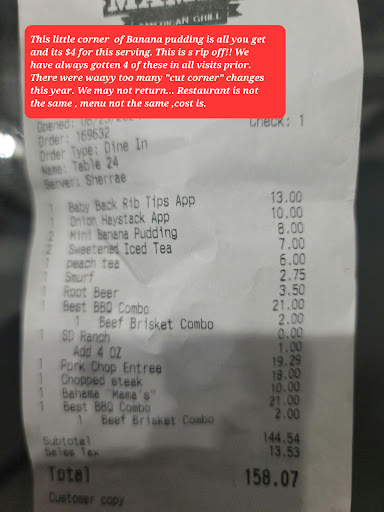 MAMA'S
AMERICAN GRILL
This little corner of Banana pudding is all you get
and its $4 for this serving. This is s rip off!! We
have always gotten 4 of these in all visits prior.
There were waayy too many "cut corner" changes
this year. We may not return... Restaurant is not
the same , menu not the same ,cost is.
Opened:
Check: 1
Order: 169632
Order Type: Dine In
Name: Table 24
Server: Sherrae
1 Baby Back Rib Tips App 13.00
Onion Haystack App 10.00
Mini Banana Pudding 8.00
Sweetened Iced Tea 7.00
peach tea 6.00
Smurf 2.75
1 Root Beer 3.50
1 Best BBQ Combo 21.00
1 Beef Brisket Combo 2.00
1 SD Ranch 0.00
Add 4 OZ 1.00
1 Pork Chop Entree 19.29
1 Chopped steak 18.00
1 Bahama "Mama's" 10.00
1 Best BBQ Combo 21.00
1 Beef Brisket Combo 2.00
Subtotal 144.54
Sales Tax 13.53
Total 158.07
Customer copy